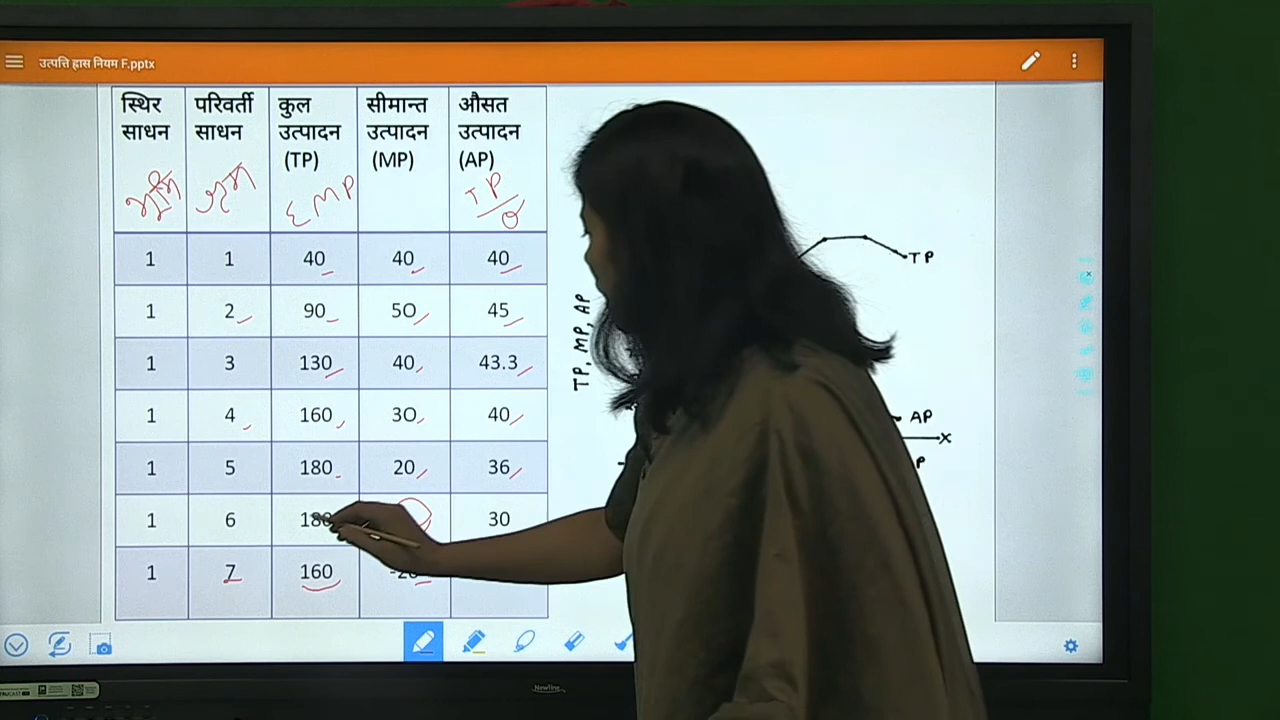 उत्पत्ति ह्रास नियम F.pptx
स्थिर साधन परिवर्ती साधन कुल उत्पादन (TP) सीमान्त उत्पादन (MP) औसत उत्पादन (AP)
भूमि श्रम Σ MP TP/Q
1 1 40 40 40
1 2 90 50 45
1 3 130 40 43.3
1 4 160 30 40
1 5 180 20 36
1 6 30
1 7 160
TP
TP, MP, AP
AP
X
P
Newline